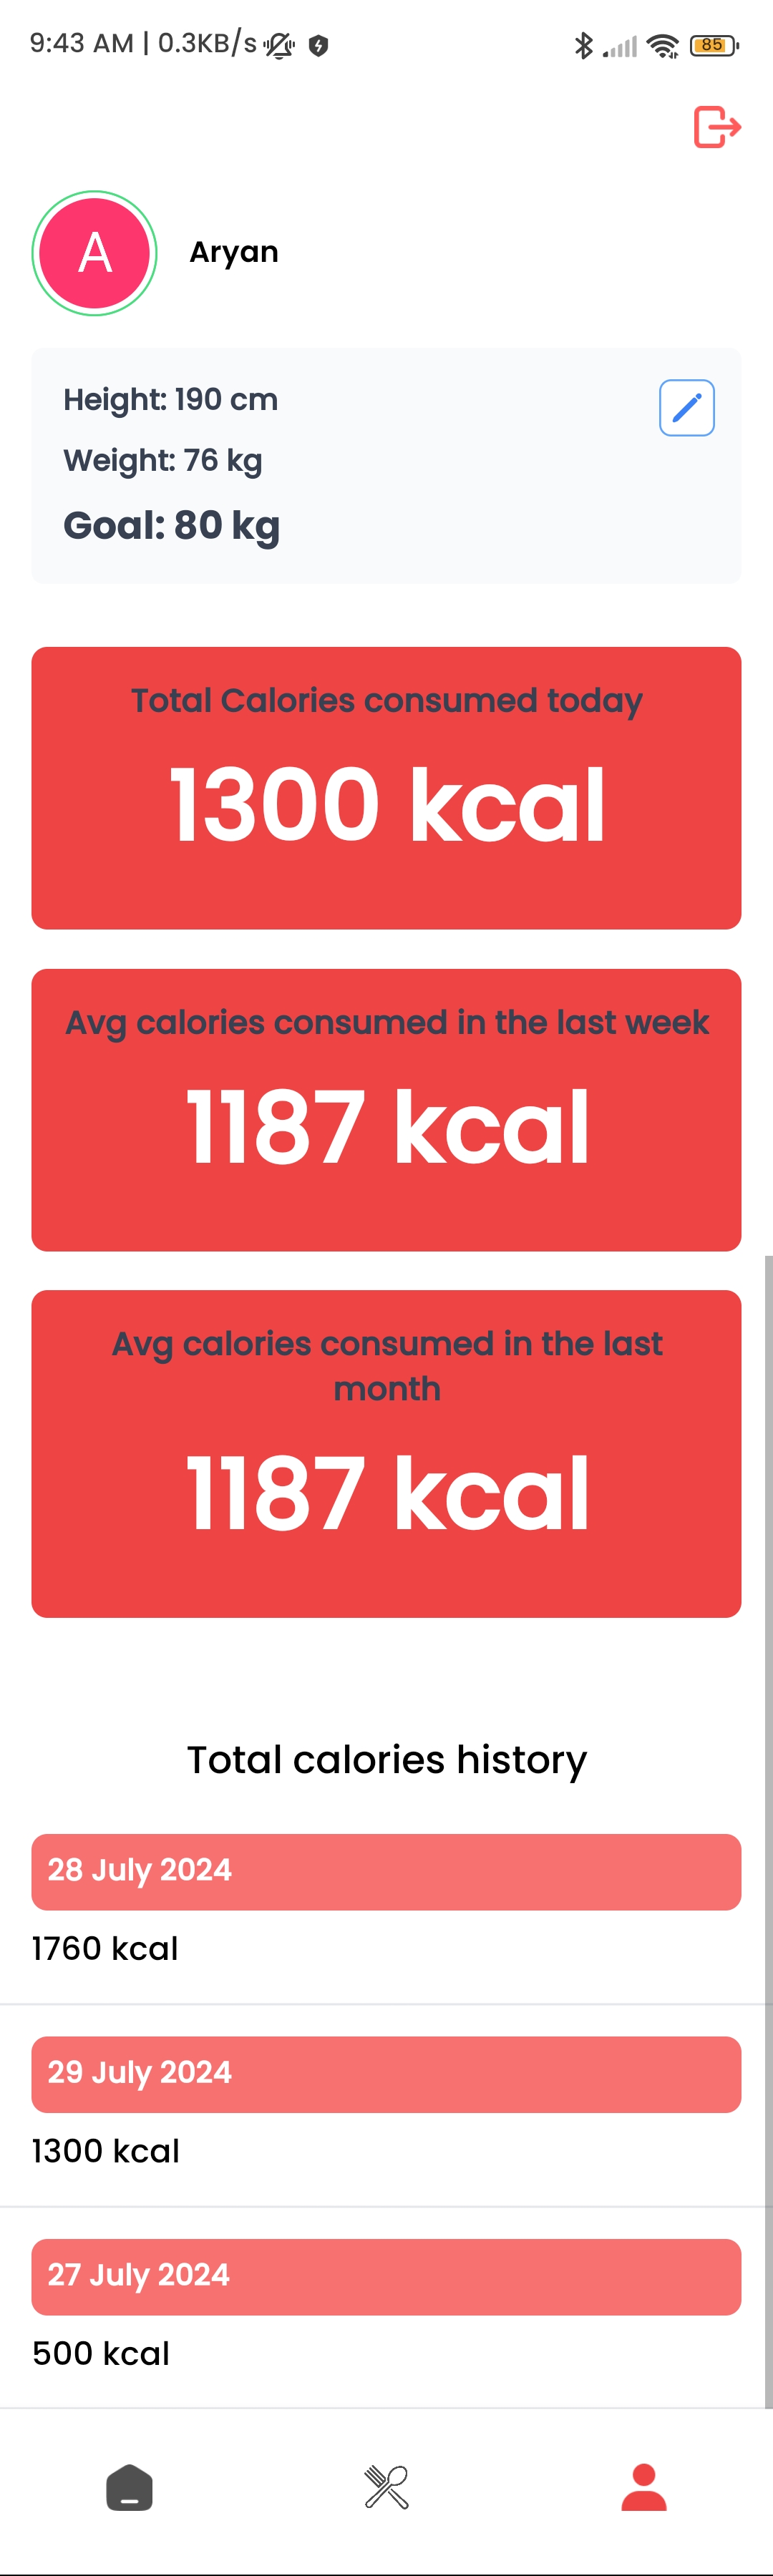 9:43 AM | 0.3KB/s
85
A
Aryan
Height: 190 cm
Weight: 76 kg
Goal: 80 kg
Total Calories consumed today
1300 kcal
Avg calories consumed in the last week
1187 kcal
Avg calories consumed in the last
month
1187 kcal
Total calories history
28 July 2024
1760 kcal
29 July 2024
1300 kcal
27 July 2024
500 kcal